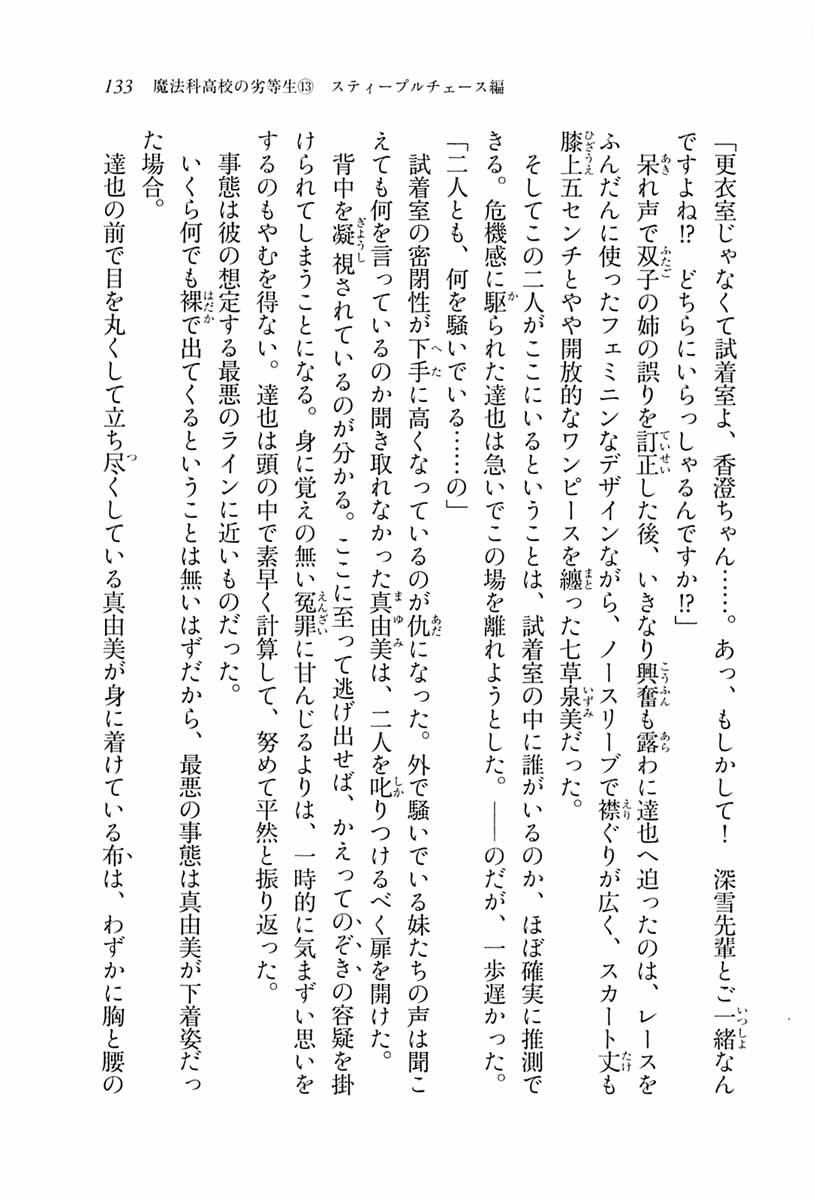 133　魔法科高校の劣等生⑬　スティープルチェース編
「更衣室じゃなくて試着室よ、香澄ちゃん……。あっ、もしかして！　深雪先輩とご一緒なん
ですよね!?　どちらにいらっしゃるんですか!?」
　呆れ声で双子の姉の誤りを訂正した後、いきなり興奮も露わに達也へ迫ったのは、レースを
ふんだんに使ったフェミニンなデザインながら、ノースリーブで襟ぐりが広く、スカート丈も
膝上五センチとやや開放的なワンピースを纏った七草泉美だった。
　そしてこの二人がここにいるということは、試着室の中に誰がいるのか、ほぼ確実に推測で
きる。危機感に駆られた達也は急いでこの場を離れようとした。――のだが、一歩遅かった。
「二人とも、何を騒いでいる……の」
　試着室の密閉性が下手に高くなっているのが仇になった。外で騒いでいる妹たちの声は聞こ
えても何を言っているのか聞き取れなかった真由美は、二人を叱りつけるべく扉を開けた。
　背中を凝視されているのが分かる。ここに至って逃げ出せば、かえってのぞきの容疑を掛
けられてしまうことになる。身に覚えの無い冤罪に甘んじるよりは、一時的に気まずい思いを
するのもやむを得ない。達也は頭の中で素早く計算して、努めて平然と振り返った。
　事態は彼の想定する最悪のラインに近いものだった。
　いくら何でも裸で出てくるということは無いはずだから、最悪の事態は真由美が下着姿だっ
た場合。
　達也の前で目を丸くして立ち尽くしている真由美が身に着けている布は、わずかに胸と腰の